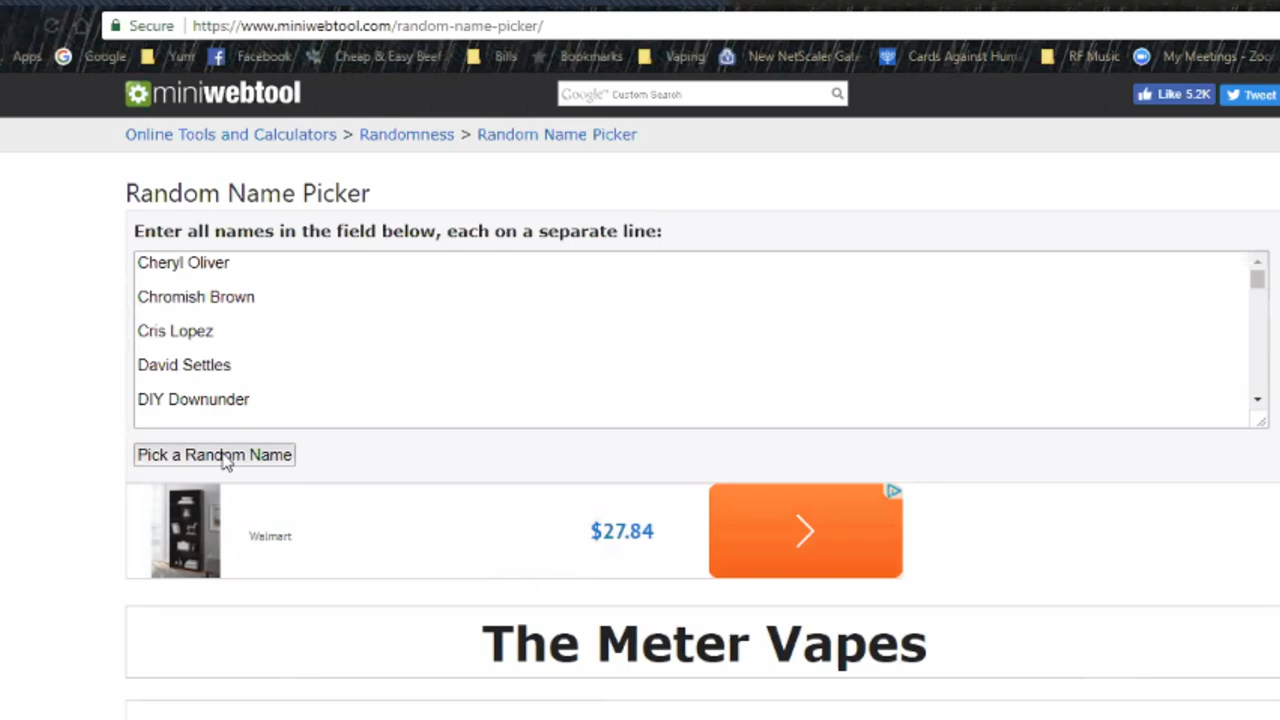 Secure https://www.miniwebtool.com/random-name-picker/
Apps Google Yum Facebook Cheap & Easy Beef Bills Bookmarks Vaping New NetScaler Gate Cards Against Hum RF Music My Meetings - Zoo
miniwebtool Google™ Custom Search Like 5.2K Tweet
Online Tools and Calculators > Randomness > Random Name Picker
Random Name Picker
Enter all names in the field below, each on a separate line:
Cheryl Oliver
Chromish Brown
Cris Lopez
David Settles
DIY Downunder
Pick a Random Name
Walmart $27.84
The Meter Vapes